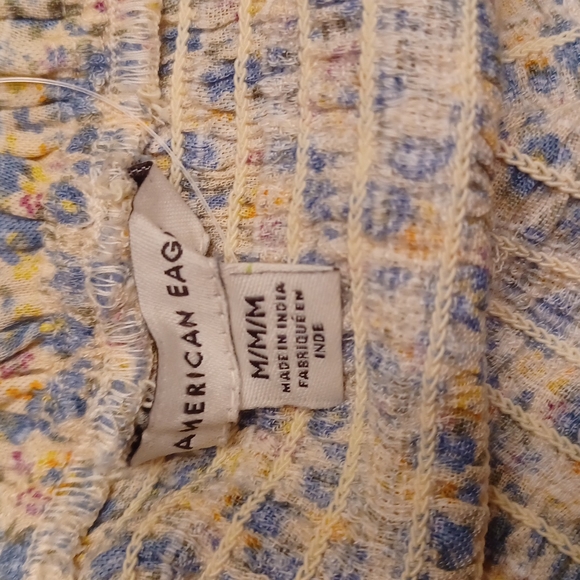 AMERICAN EAG
M/M/M
MADE IN INDIA
FABRIQUÉ EN
INDE